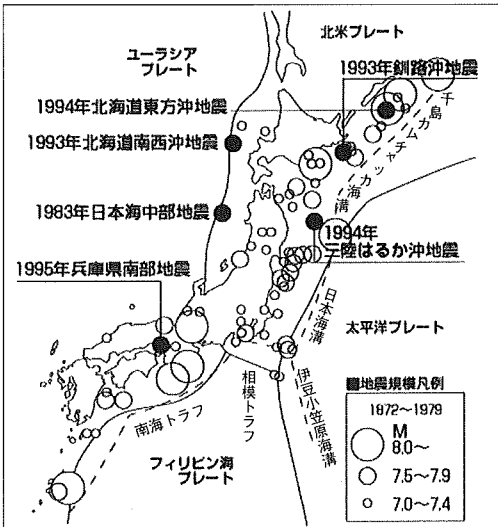 北米プレート
ユーラシア
プレート
1993年釧路沖地震
1994年北海道東方沖地震
1993年北海道南西沖地震
千島カムチャッカ海溝
1983年日本海中部地震
1994年
三陸はるか沖地震
1995年兵庫県南部地震
日本海溝
太平洋プレート
伊豆小笠原海溝
相模トラフ
南海トラフ
フィリピン海
プレート
■地震規模凡例
1872〜1979
M
8.0〜
7.5〜7.9
7.0〜7.4